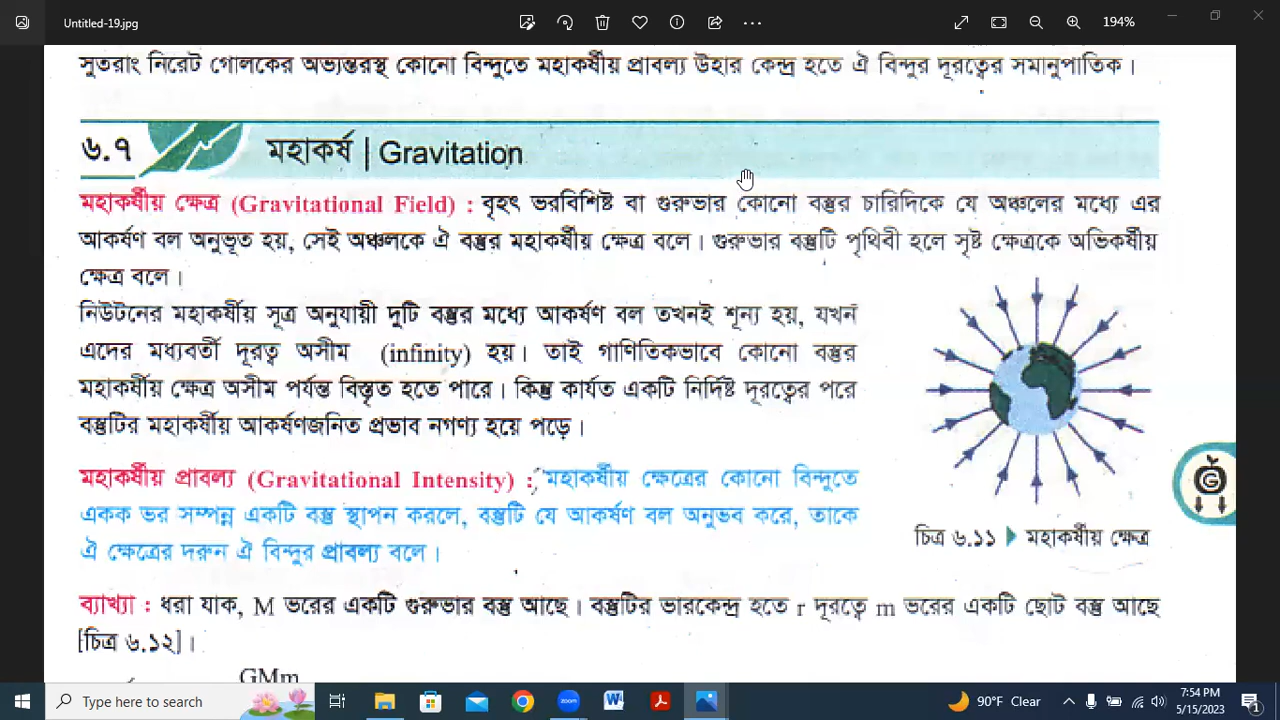 Untitled-19.jpg
194%
সুতরাং নিরেট গোলকের অভ্যন্তরস্থ কোনো বিন্দুতে মহাকর্ষীয় প্রাবল্য উহার কেন্দ্র হতে ঐ বিন্দুর দূরত্বের সমানুপাতিক।
৬.৭ মহাকর্ষ | Gravitation
মহাকর্ষীয় ক্ষেত্র (Gravitational Field) : বৃহৎ ভরবিশিষ্ট বা গুরুভার কোনো বস্তুর চারিদিকে যে অঞ্চলের মধ্যে এর
আকর্ষণ বল অনুভূত হয়, সেই অঞ্চলকে ঐ বস্তুর মহাকর্ষীয় ক্ষেত্র বলে। গুরুভার বস্তুটি পৃথিবী হলে সৃষ্ট ক্ষেত্রকে অভিকর্ষীয়
ক্ষেত্র বলে।
নিউটনের মহাকর্ষীয় সূত্র অনুযায়ী দুটি বস্তুর মধ্যে আকর্ষণ বল তখনই শূন্য হয়, যখন
এদের মধ্যবর্তী দূরত্ব অসীম (infinity) হয়। তাই গাণিতিকভাবে কোনো বস্তুর
মহাকর্ষীয় ক্ষেত্র অসীম পর্যন্ত বিস্তৃত হতে পারে। কিন্তু কার্যত একটি নির্দিষ্ট দূরত্বের পরে
বস্তুটির মহাকর্ষীয় আকর্ষণজনিত প্রভাব নগণ্য হয়ে পড়ে।
মহাকর্ষীয় প্রাবল্য (Gravitational Intensity) : মহাকর্ষীয় ক্ষেত্রের কোনো বিন্দুতে
একক ভর সম্পন্ন একটি বস্তু স্থাপন করলে, বস্তুটি যে আকর্ষণ বল অনুভব করে, তাকে
ঐ ক্ষেত্রের দরুন ঐ বিন্দুর প্রাবল্য বলে।
চিত্র ৬.১১ ▶ মহাকর্ষীয় ক্ষেত্র
ব্যাখ্যা : ধরা যাক, M ভরের একটি গুরুভার বস্তু আছে। বস্তুটির ভারকেন্দ্র হতে r দূরত্বে m ভরের একটি ছোট বস্তু আছে
[চিত্র ৬.১২]।
GMm
Type here to search
zoom
90°F Clear
7:54 PM
5/15/2023
1